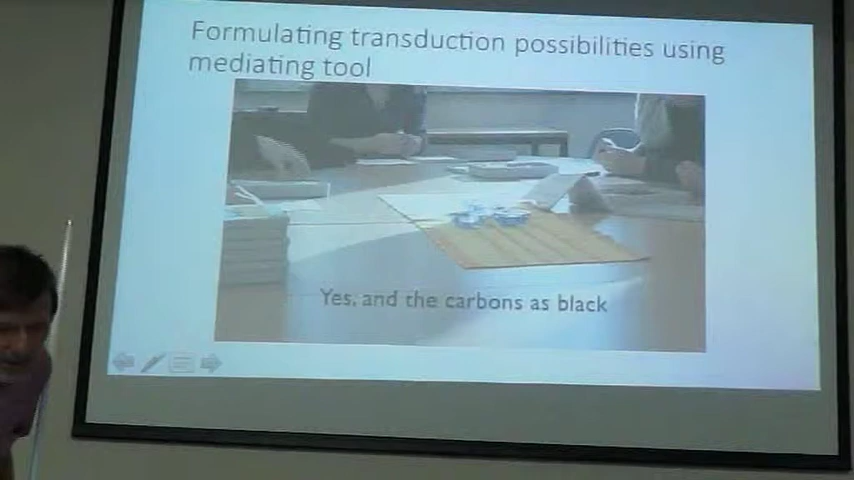 Formulating transduction possibilities using
mediating tool
Yes, and the carbons as black